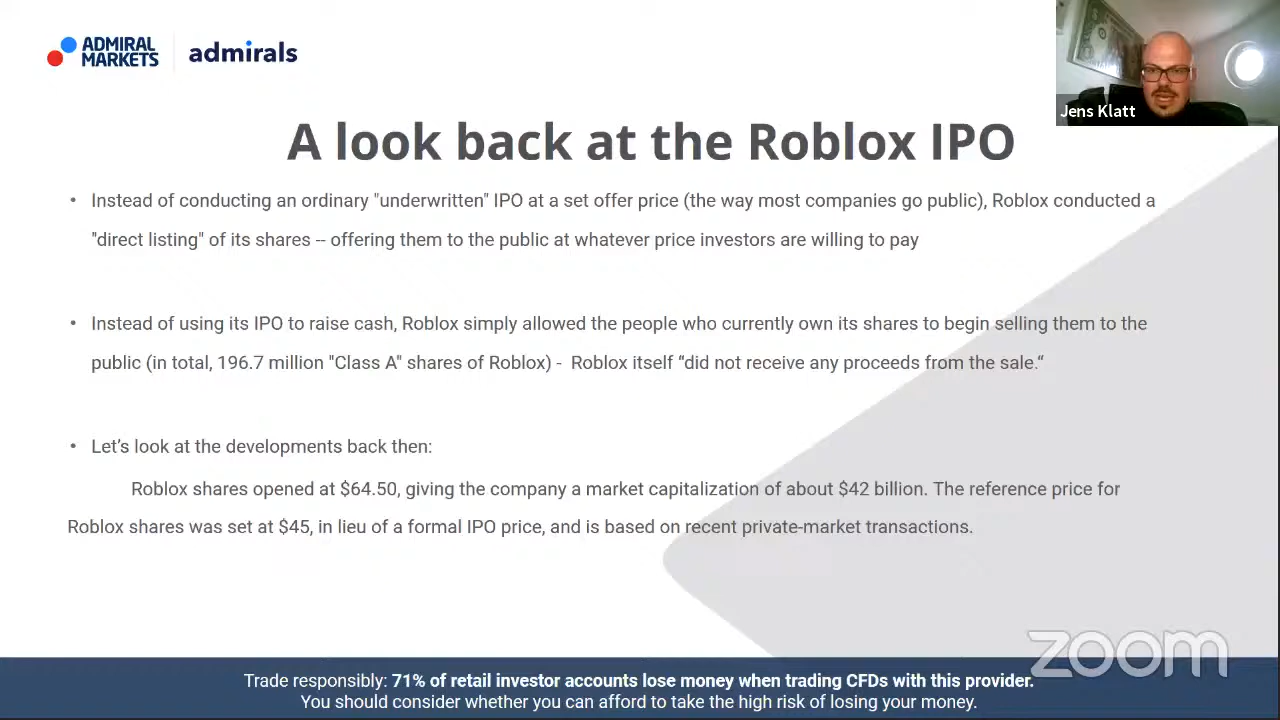 ADMIRAL
MARKETS
admirals
Jens Klatt
A look back at the Roblox IPO
• Instead of conducting an ordinary "underwritten" IPO at a set offer price (the way most companies go public), Roblox conducted a
"direct listing" of its shares -- offering them to the public at whatever price investors are willing to pay
• Instead of using its IPO to raise cash, Roblox simply allowed the people who currently own its shares to begin selling them to the
public (in total, 196.7 million "Class A" shares of Roblox) - Roblox itself “did not receive any proceeds from the sale.“
• Let’s look at the developments back then:
Roblox shares opened at $64.50, giving the company a market capitalization of about $42 billion. The reference price for
Roblox shares was set at $45, in lieu of a formal IPO price, and is based on recent private-market transactions.
zoom
Trade responsibly: 71% of retail investor accounts lose money when trading CFDs with this provider.
You should consider whether you can afford to take the high risk of losing your money.